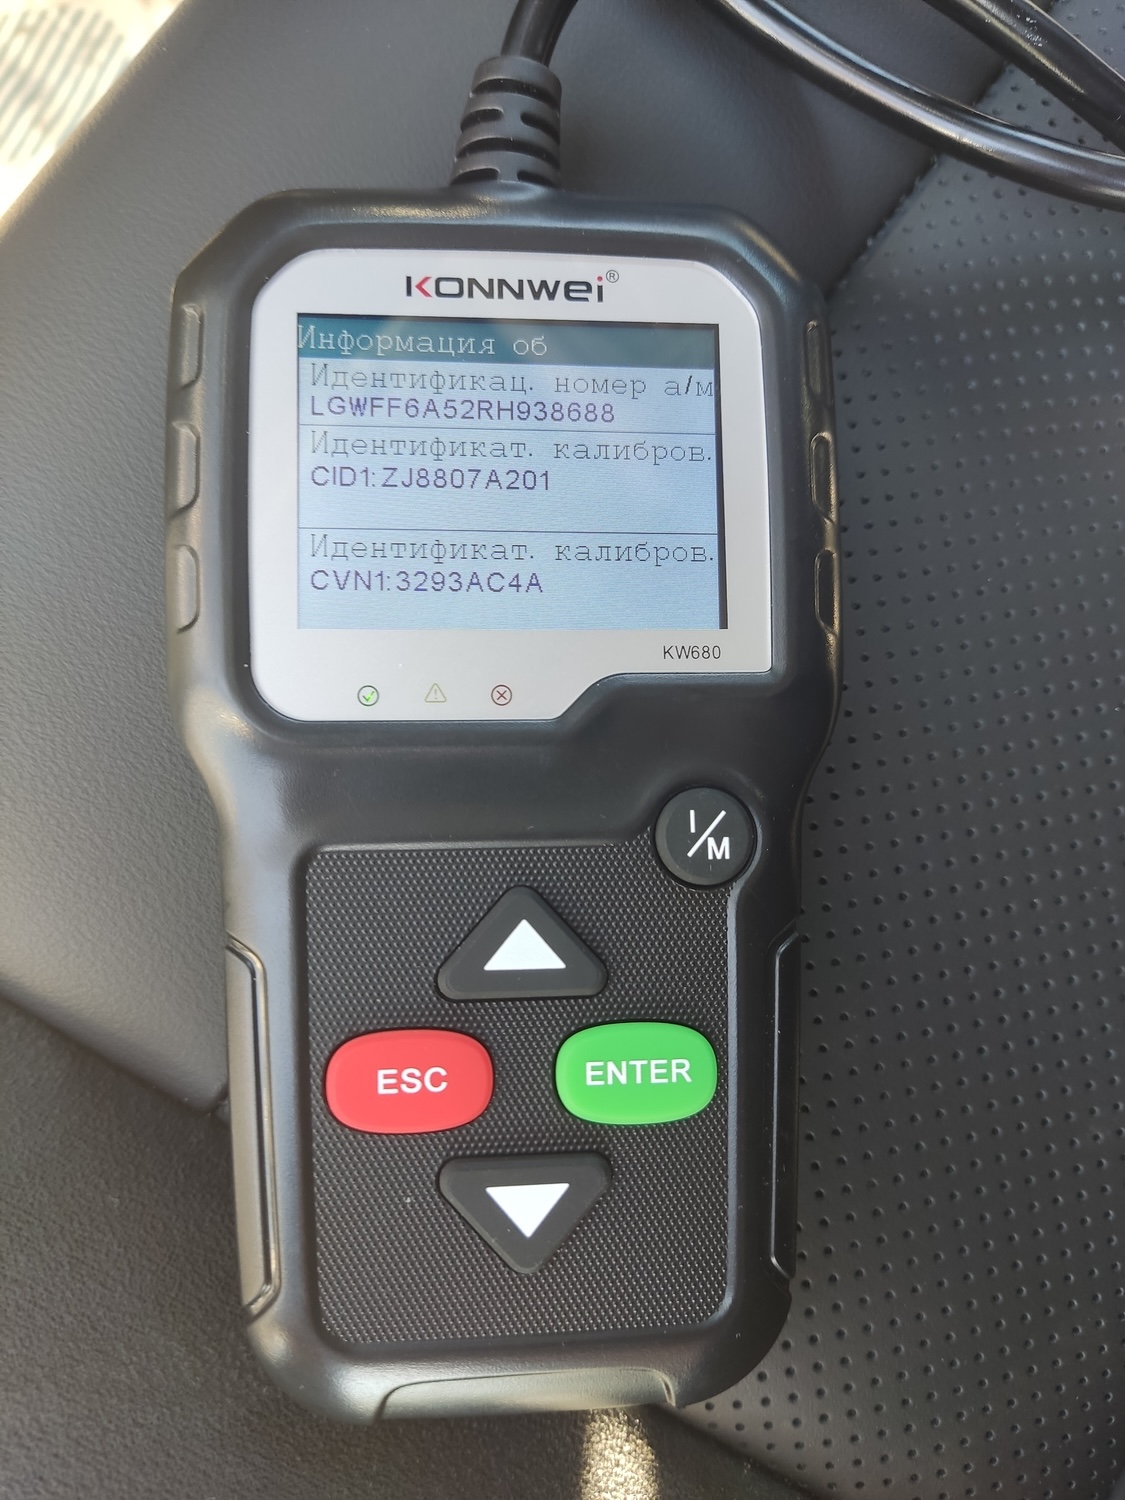 KONNWEi®
Информация об
Идентификац. номер а/м
LGWFF6A52RH938688
Идентификат. калибров.
CID1:ZJ8807A201
Идентификат. калибров.
CVN1:3293AC4A
KW680
I/M
ESC
ENTER